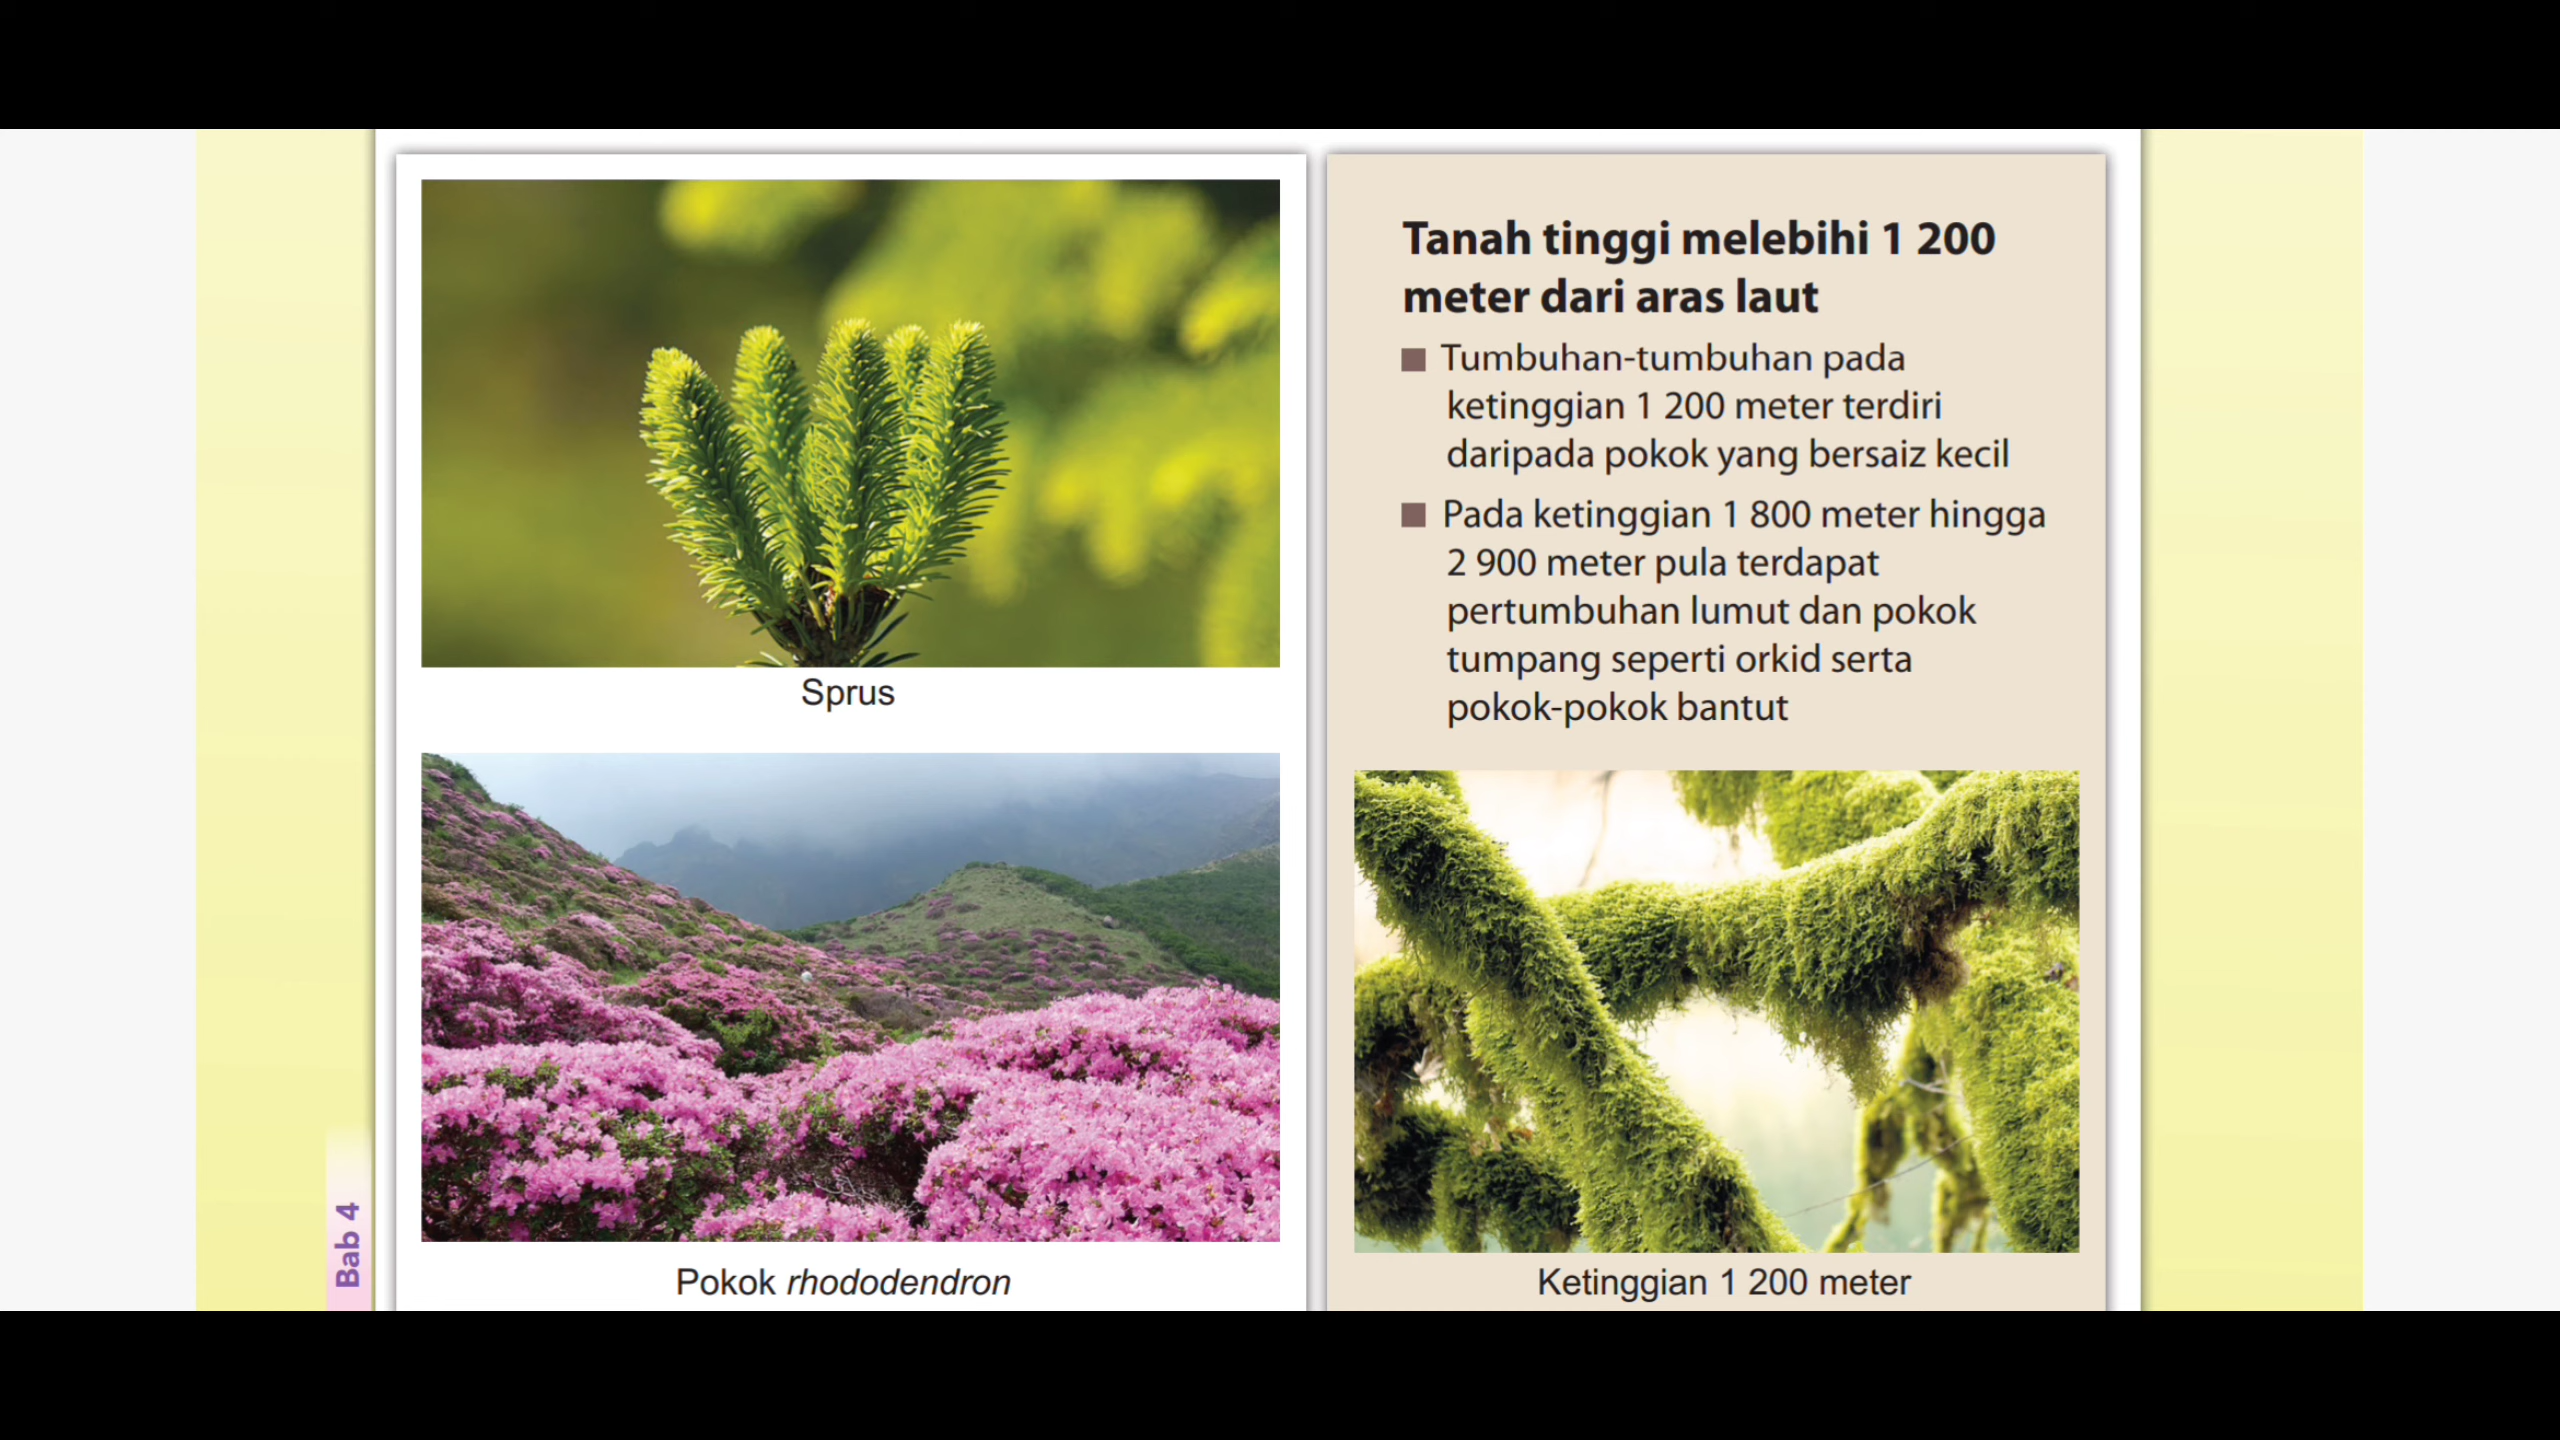 Sprus
Pokok rhododendron
Bab 4
Tanah tinggi melebihi 1 200
meter dari aras laut
Tumbuhan-tumbuhan pada
ketinggian 1 200 meter terdiri
daripada pokok yang bersaiz kecil
Pada ketinggian 1 800 meter hingga
2 900 meter pula terdapat
pertumbuhan lumut dan pokok
tumpang seperti orkid serta
pokok-pokok bantut
Ketinggian 1 200 meter